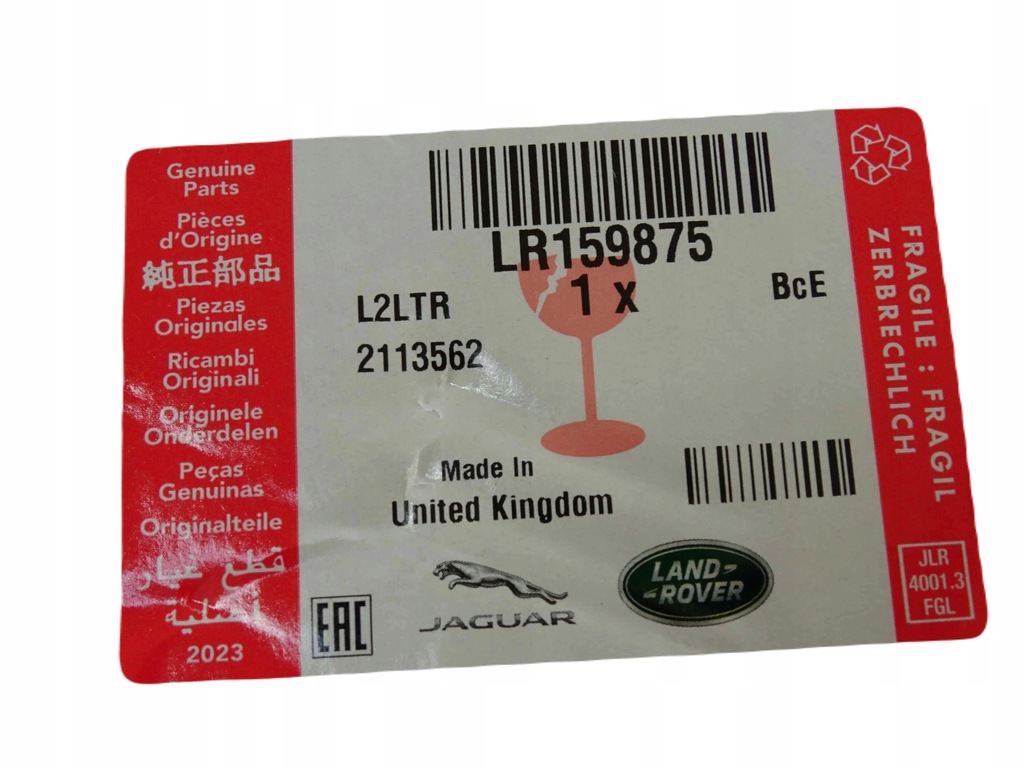 Genuine
Parts
Pièces
d'Origine
純正部品
Piezas
Originales
Ricambi
Originali
Originele
Onderdelen
Peças
Genuinas
Originalteile
قطع غيار
أصلية
2023
LR159875
1 x
BcE
L2LTR
2113562
Made In
United Kingdom
EAC
JAGUAR
LAND-
-ROVER
FRAGILE : FRAGIL
ZERBRECHLICH
JLR
4001.3
FGL